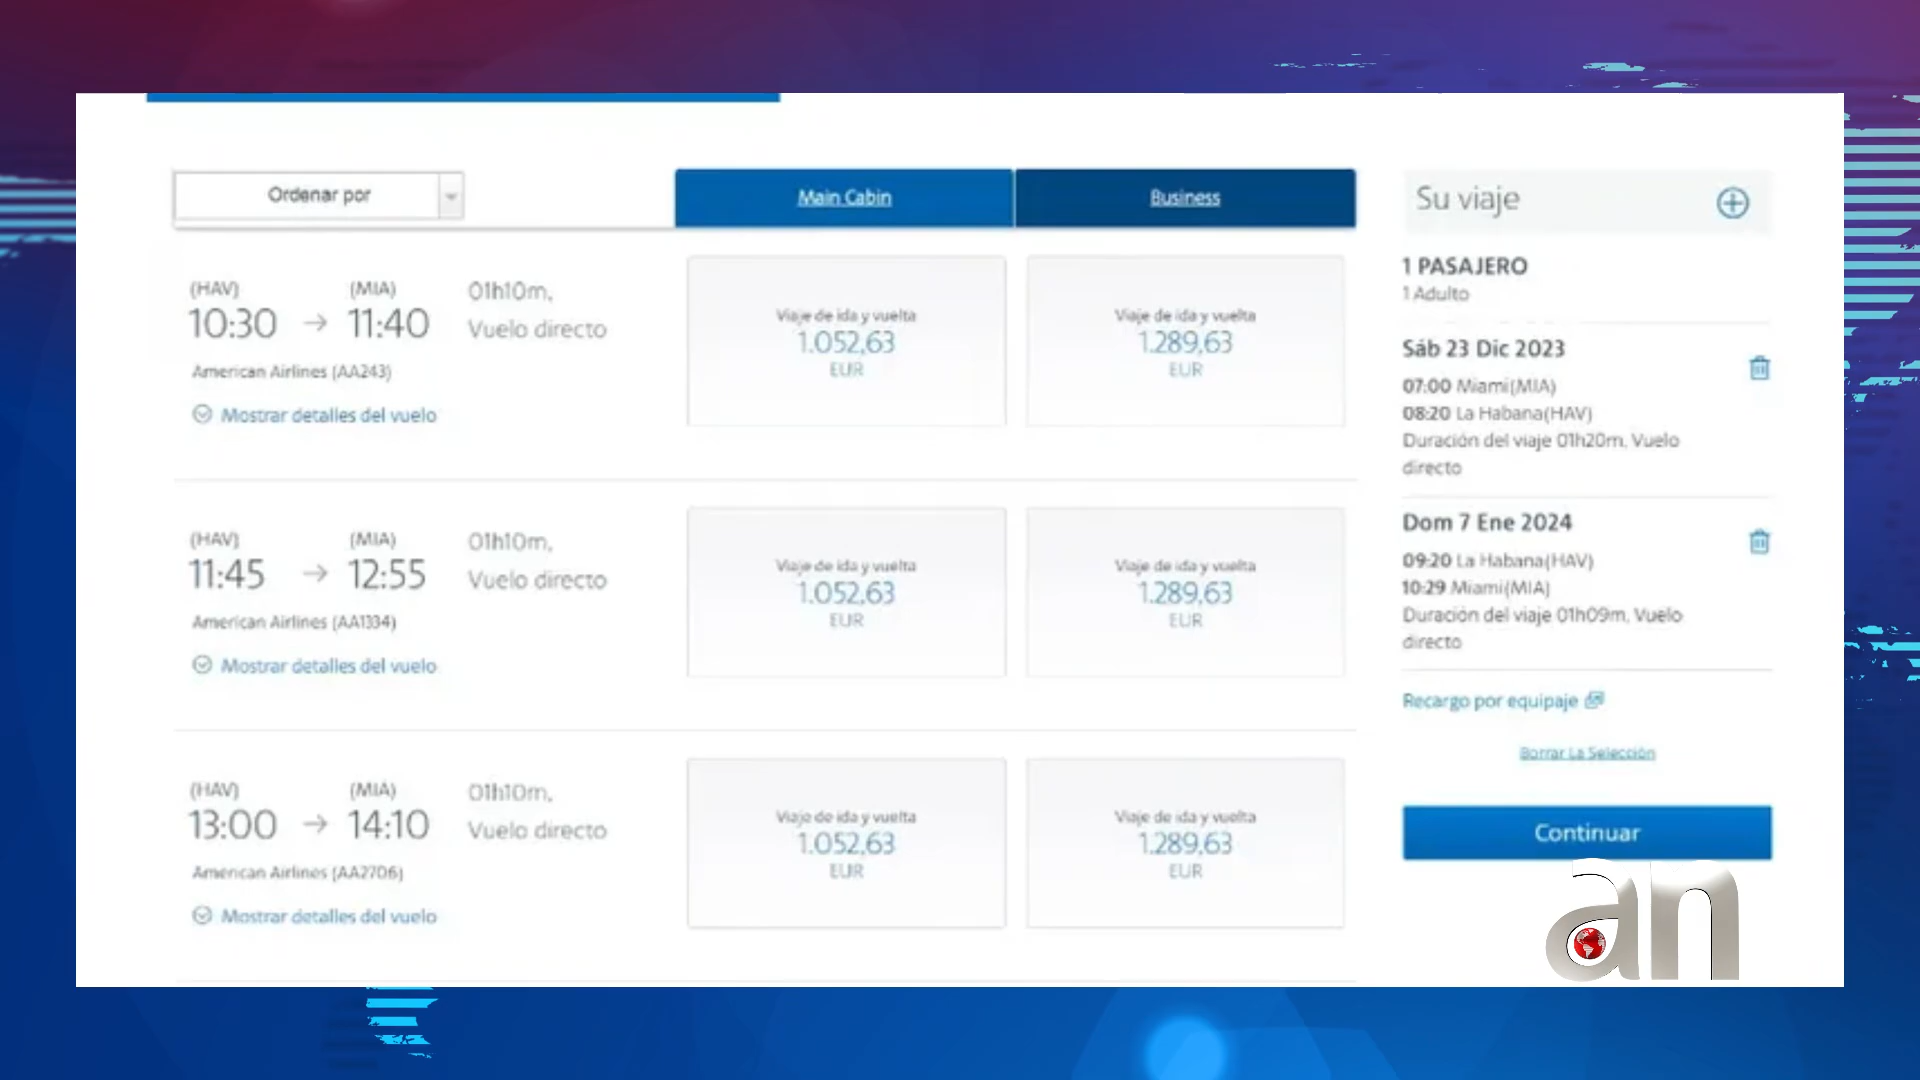 Ordenar por
Main Cabin
Business
(HAV)
(MIA)
01h10m,
10:30 → 11:40
Vuelo directo
American Airlines (AA243)
Mostrar detalles del vuelo
Viaje de ida y vuelta
1.052,63
EUR
Viaje de ida y vuelta
1.289,63
EUR
(HAV)
(MIA)
01h10m,
11:45 → 12:55
Vuelo directo
American Airlines (AA1334)
Mostrar detalles del vuelo
Viaje de ida y vuelta
1.052,63
EUR
Viaje de ida y vuelta
1.289,63
EUR
(HAV)
(MIA)
01h10m,
13:00 → 14:10
Vuelo directo
American Airlines (AA2706)
Mostrar detalles del vuelo
Viaje de ida y vuelta
1.052,63
EUR
Viaje de ida y vuelta
1.289,63
EUR
Su viaje
1 PASAJERO
1 Adulto
Sáb 23 Dic 2023
07:00 Miami(MIA)
08:20 La Habana(HAV)
Duración del viaje 01h20m, Vuelo
directo
Dom 7 Ene 2024
09:20 La Habana(HAV)
10:29 Miami(MIA)
Duración del viaje 01h09m, Vuelo
directo
Recargo por equipaje
Borrar La Selección
Continuar
an